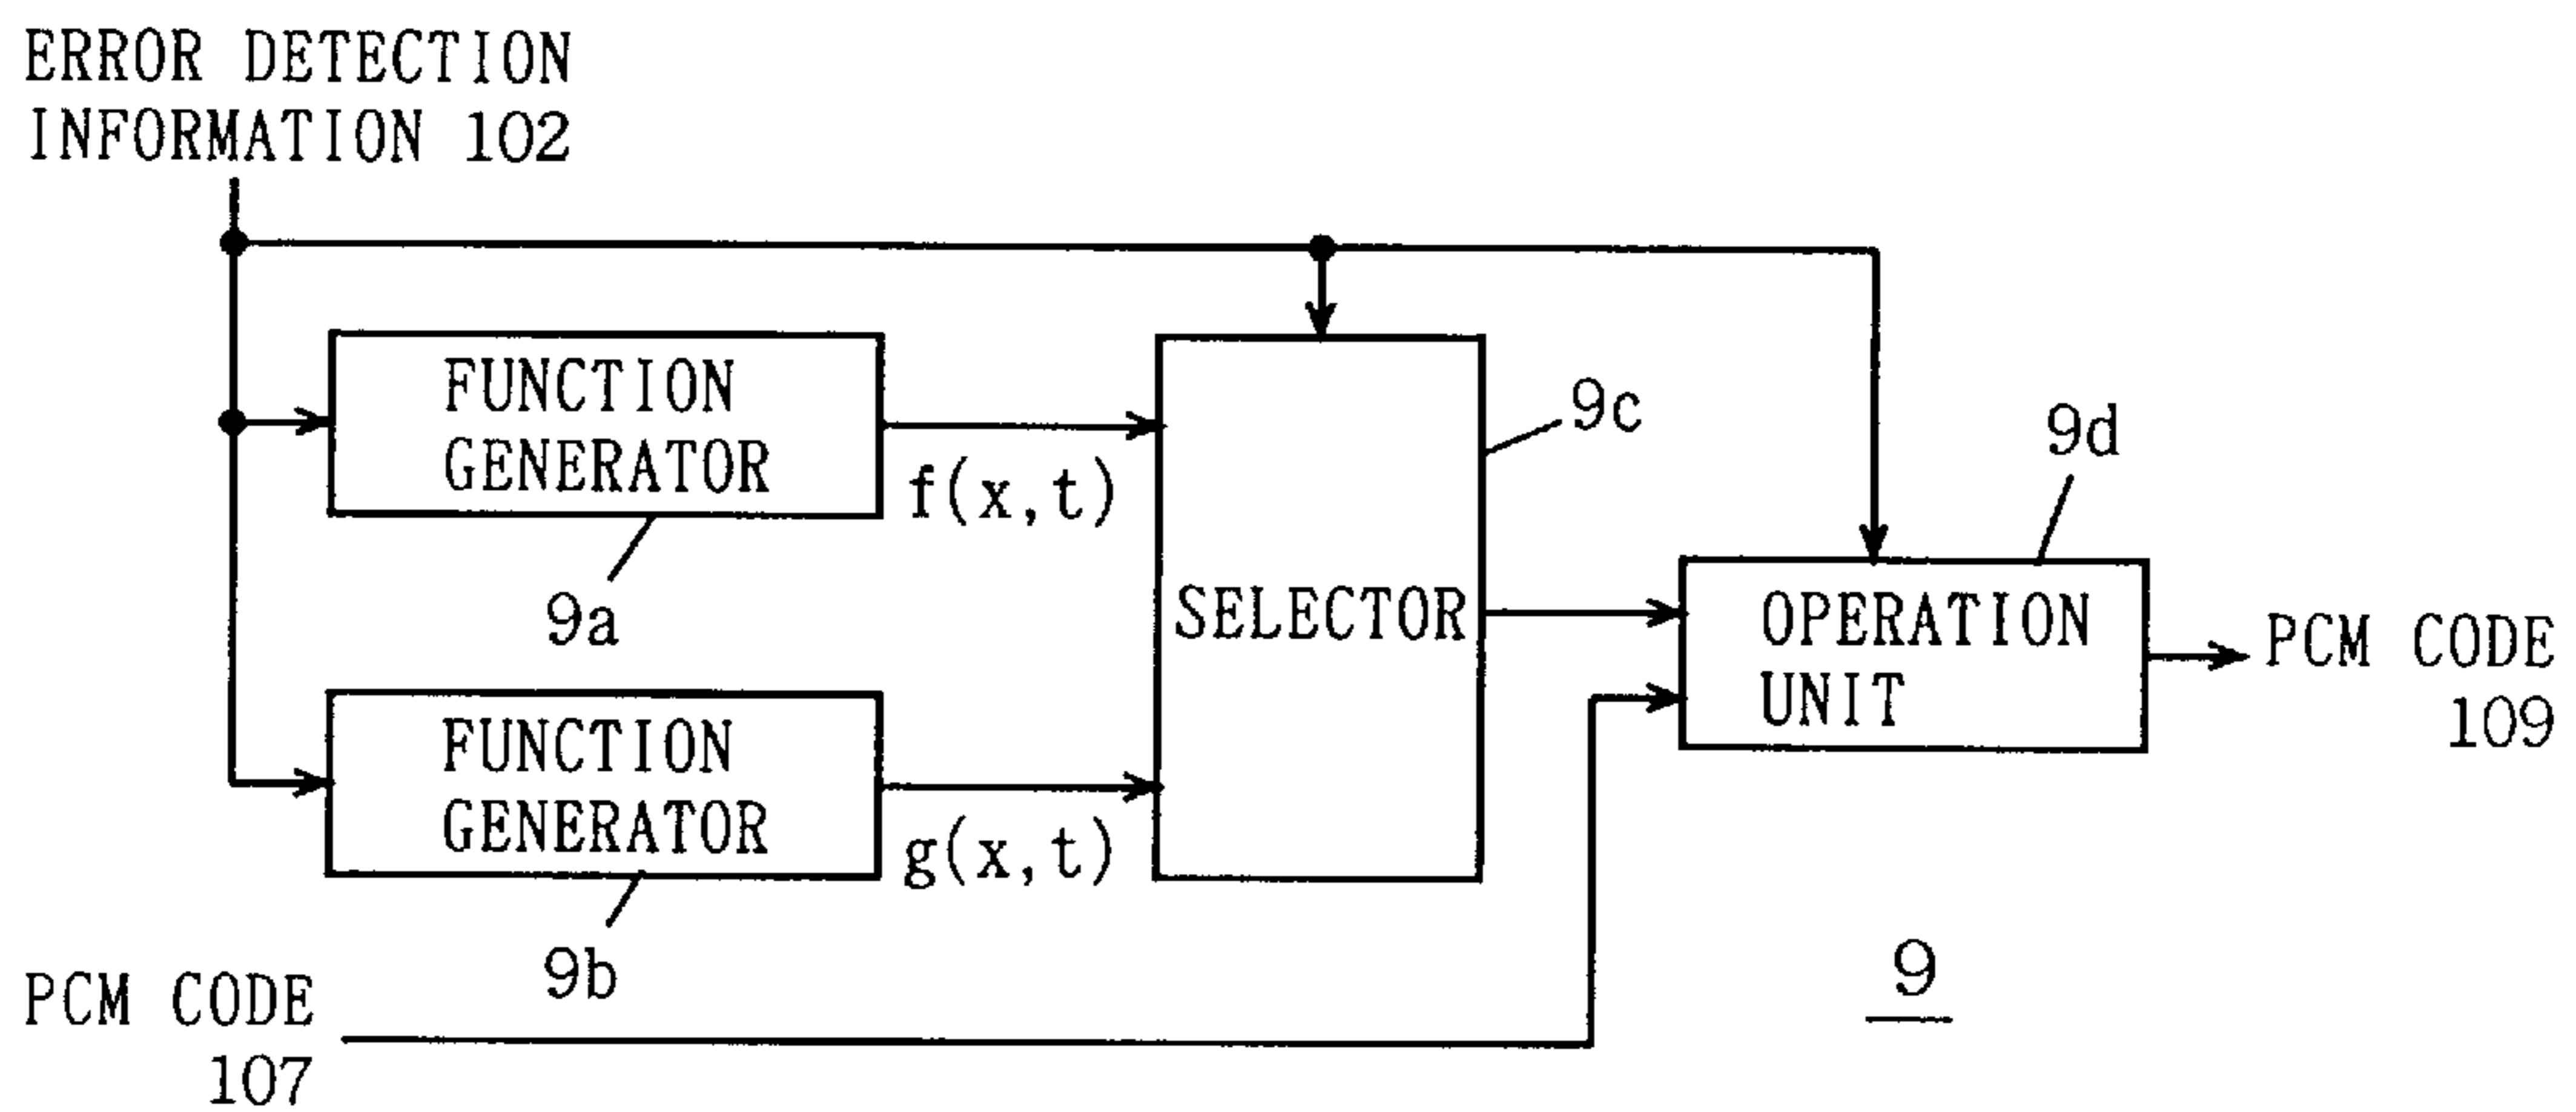 ERROR DETECTION
INFORMATION 102
FUNCTION
GENERATOR
f(x,t)
9a
FUNCTION
GENERATOR
g(x,t)
9b
SELECTOR
9c
9d
OPERATION
UNIT
PCM CODE
109
PCM CODE
107
9